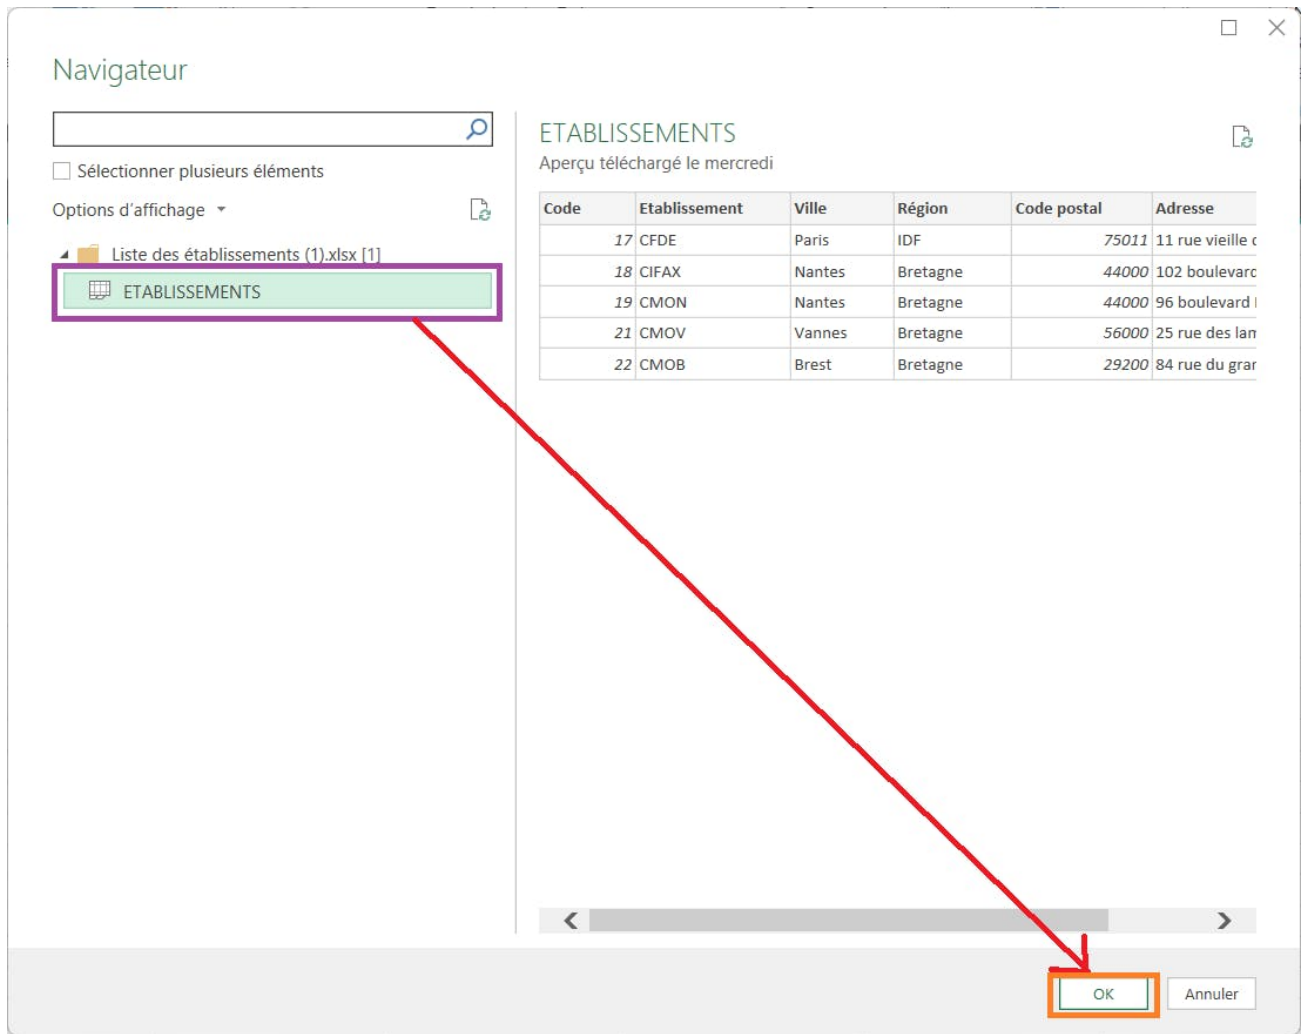 Navigateur
Sélectionner plusieurs éléments
Options d'affichage
Liste des établissements (1).xlsx [1]
ETABLISSEMENTS
ETABLISSEMENTS
Aperçu téléchargé le mercredi
Code Etablissement Ville Région Code postal Adresse
17 CFDE Paris IDF 75011 11 rue vieille
18 CIFAX Nantes Bretagne 44000 102 boulevard
19 CMON Nantes Bretagne 44000 96 boulevard
21 CMOV Vannes Bretagne 56000 25 rue des lam
22 CMOB Brest Bretagne 29200 84 rue du gran
OK Annuler